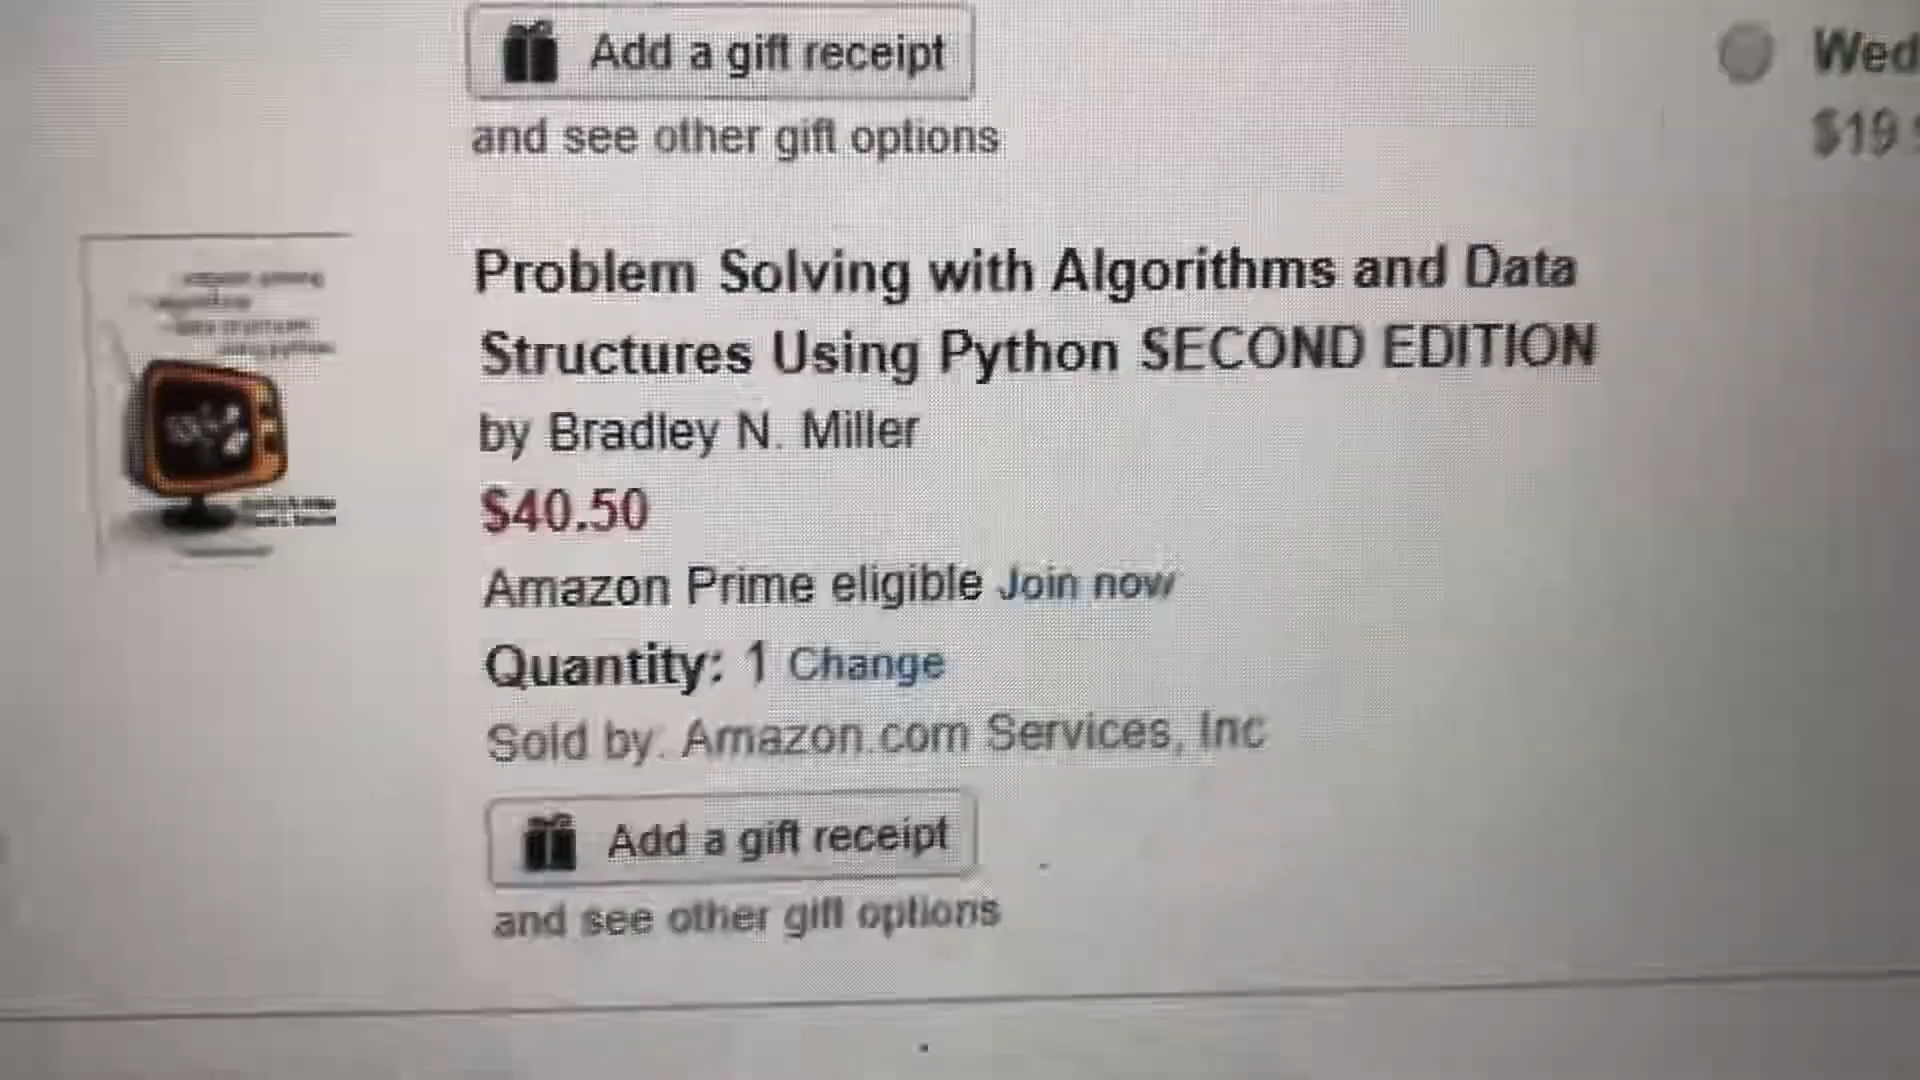 Add a gift receipt
and see other gift options
Wed
$19
Problem Solving with Algorithms and Data
Structures Using Python SECOND EDITION
by Bradley N. Miller
$40.50
Amazon Prime eligible Join now
Quantity: 1 Change
Sold by: Amazon.com Services, Inc
Add a gift receipt
and see other gift options